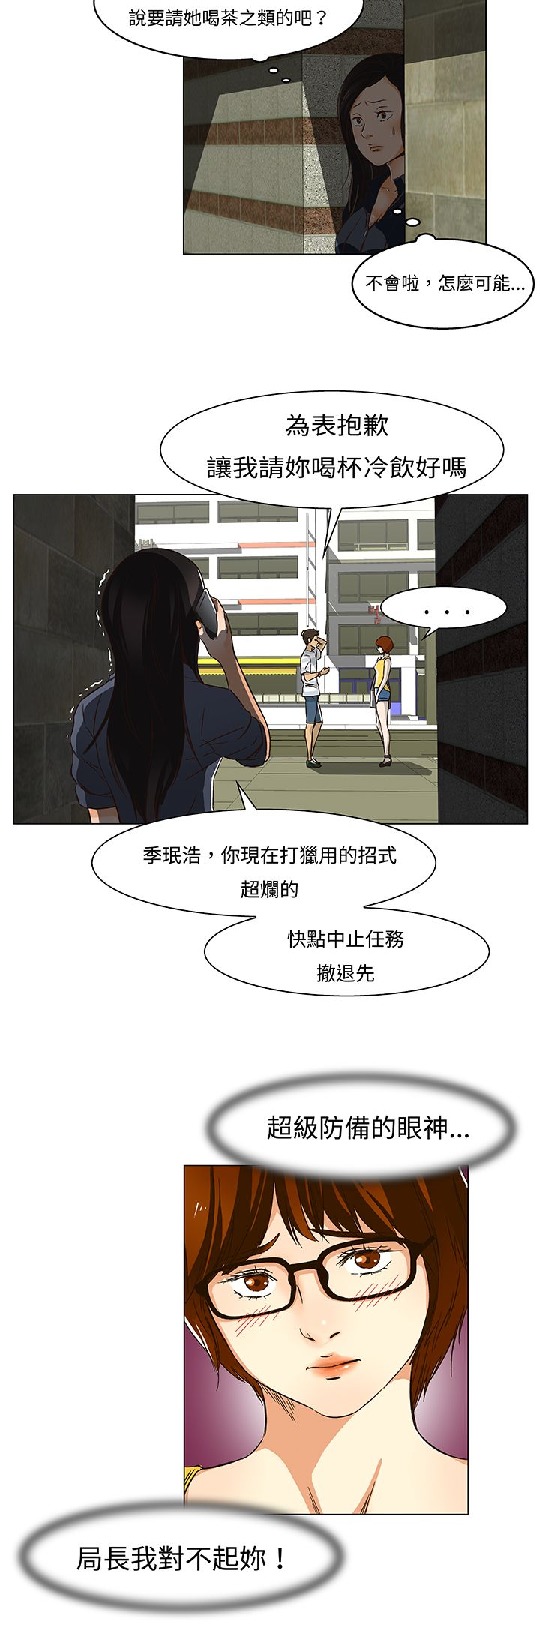 說要請她喝茶之類的吧？
不會啦，怎麼可能...
為表抱歉
讓我請妳喝杯冷飲好嗎
...
季珉浩，你現在打獵用的招式
超爛的
快點中止任務
撤退先
超級防備的眼神...
局長我對不起妳！